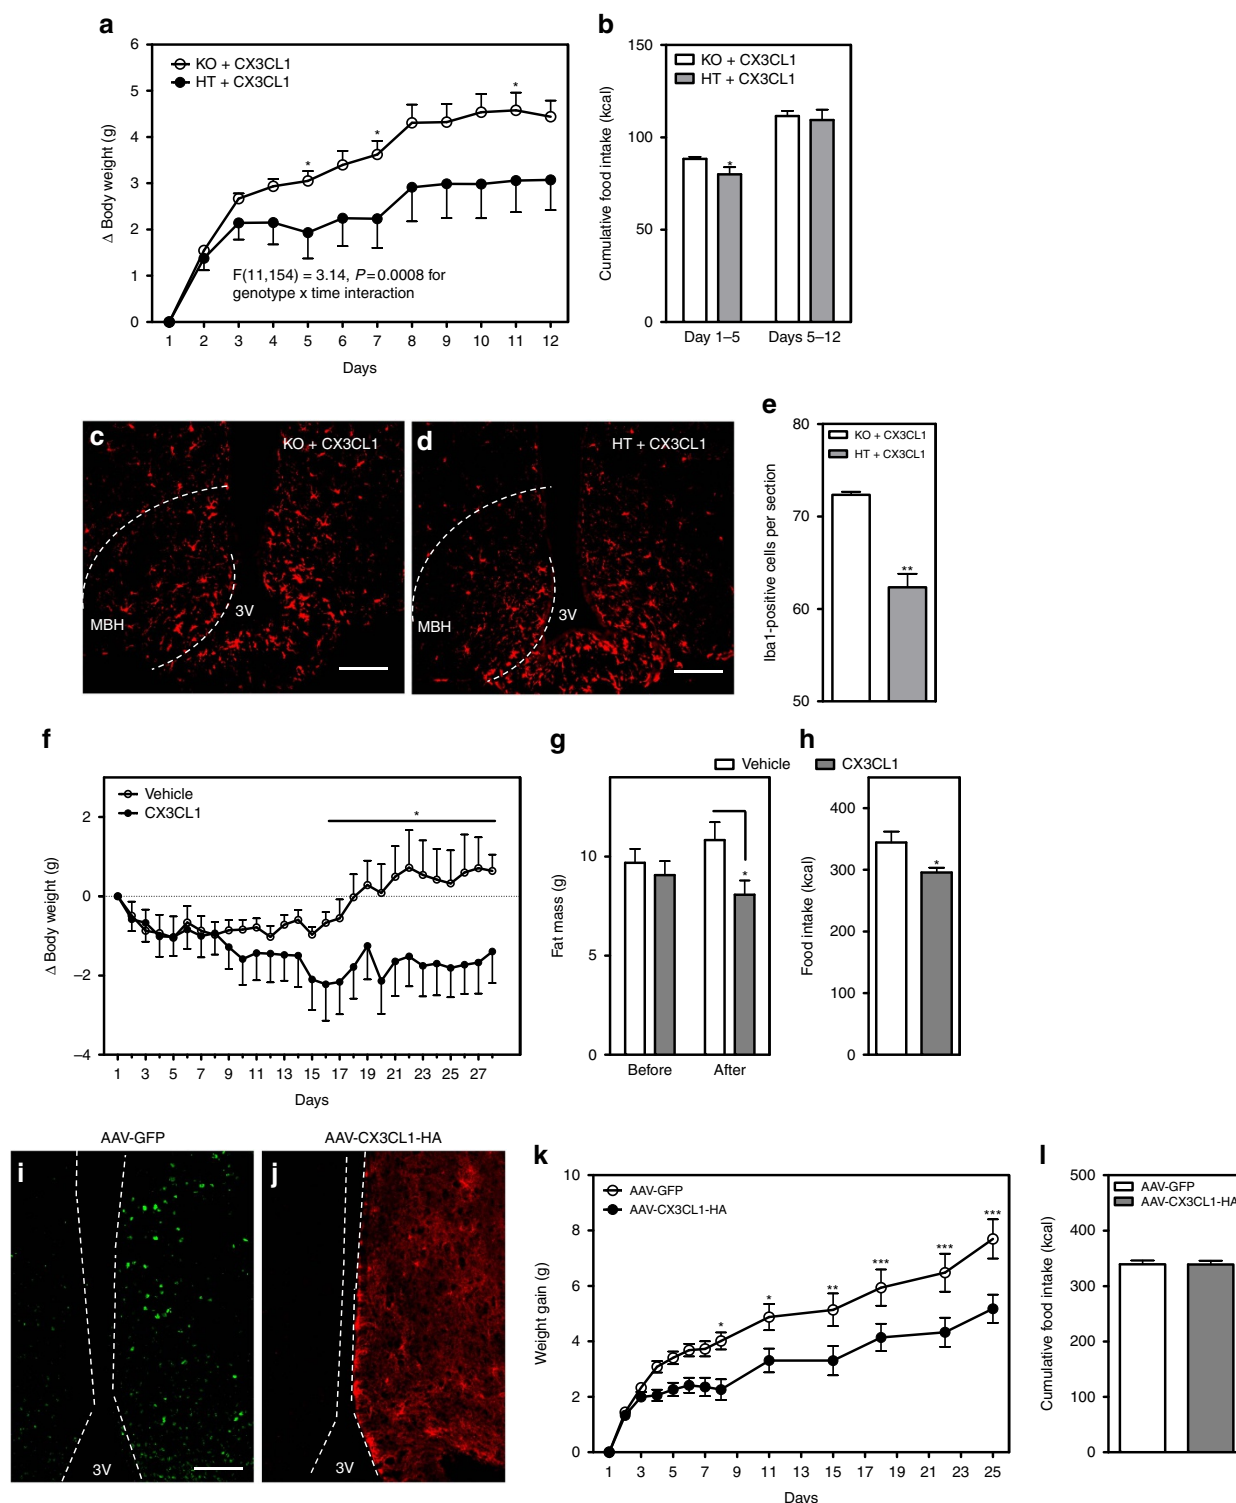 a
6
5
4
3
2
1
0
Δ Body weight (g)
KO + CX3CL1
HT + CX3CL1
*
*
*
F(11,154) = 3.14, P=0.0008 for
genotype x time interaction
1 2 3 4 5 6 7 8 9 10 11 12
Days
b
150
100
50
0
Cumulative food intake (kcal)
KO + CX3CL1
HT + CX3CL1
*
Day 1–5
Days 5–12
c
KO + CX3CL1
MBH
3V
d
HT + CX3CL1
MBH
3V
e
80
70
60
50
Iba1-positive cells per section
KO + CX3CL1
HT + CX3CL1
**
f
2
0
–2
–4
Δ Body weight (g)
Vehicle
CX3CL1
*
1 3 5 7 9 11 13 15 17 19 21 23 25 27
Days
g
h
Vehicle
CX3CL1
10
5
0
Fat mass (g)
*
Before
After
400
300
200
100
0
Food intake (kcal)
*
i
AAV-GFP
3V
j
AAV-CX3CL1-HA
3V
k
10
8
6
4
2
0
Weight gain (g)
AAV-GFP
AAV-CX3CL1-HA
*
*
**
***
***
***
1 3 5 7 9 11 13 15 17 19 21 23 25
Days
l
500
400
300
200
100
0
Cumulative food intake (kcal)
AAV-GFP
AAV-CX3CL1-HA